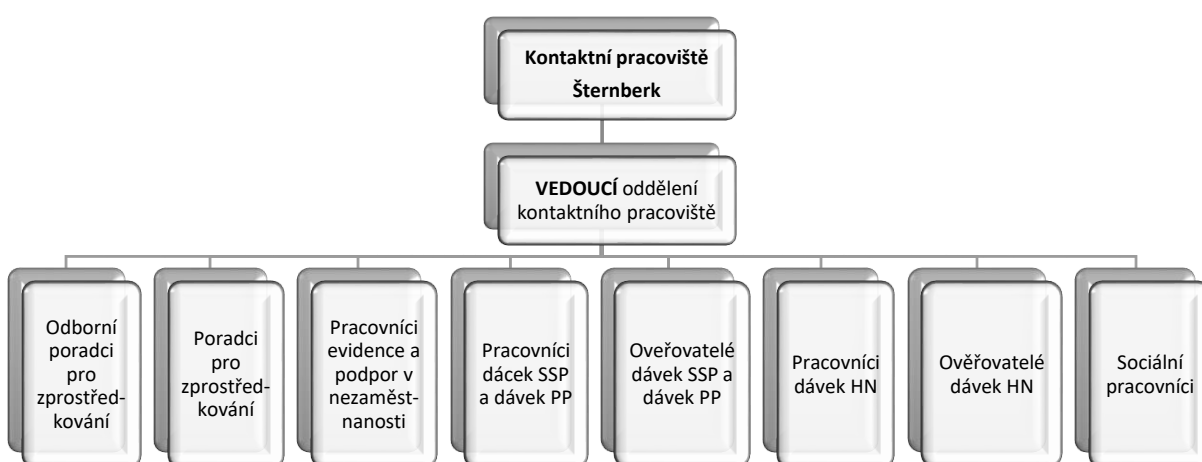 Kontaktní pracoviště
Šternberk
VEDOUCÍ oddělení
kontaktního pracoviště
Odborní
poradci
pro
zprostřed-
kování
Poradci
pro
zprostřed-
kování
Pracovníci
evidence a
podpor v
nezaměst-
nanosti
Pracovníci
dácek SSP
a dávek PP
Oveřovatelé
dávek SSP a
dávek PP
Pracovníci
dávek HN
Ověřovatelé
dávek HN
Sociální
pracovníci